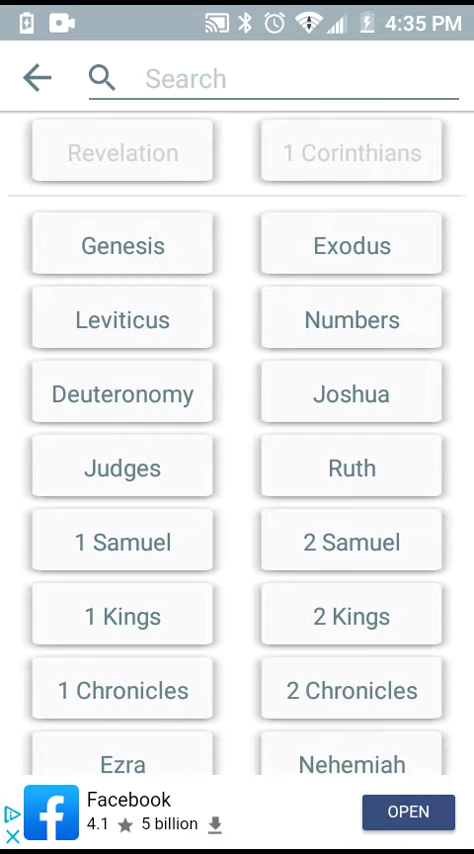 4:35 PM
Search
Revelation 1 Corinthians
Genesis Exodus
Leviticus Numbers
Deuteronomy Joshua
Judges Ruth
1 Samuel 2 Samuel
1 Kings 2 Kings
1 Chronicles 2 Chronicles
Ezra Nehemiah
Facebook
4.1 ★ 5 billion
OPEN